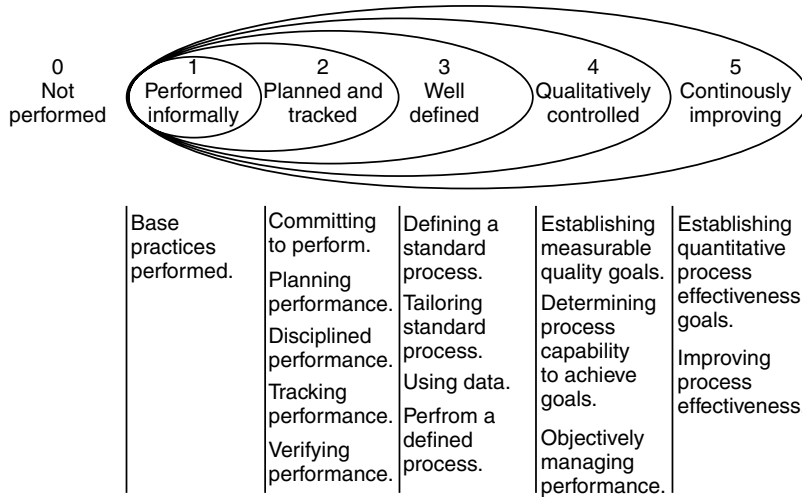 0
Not
performed
1
Performed
informally
2
Planned and
tracked
3
Well
defined
4
Qualitatively
controlled
5
Continously
improving
Base
practices
performed.
Committing
to perform.
Planning
performance.
Disciplined
performance.
Tracking
performance.
Verifying
performance.
Defining a
standard
process.
Tailoring
standard
process.
Using data.
Perfrom a
defined
process.
Establishing
measurable
quality goals.
Determining
process
capability
to achieve
goals.
Objectively
managing
performance.
Establishing
quantitative
process
effectiveness
goals.
Improving
process
effectiveness